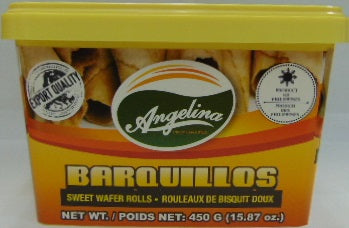 EXPORT QUALITY
Angelina
PRODUCT
OF
PHILIPPINES
PRODUIT
DES
PHILIPPINES
BARQUILLOS
SWEET WAFER ROLLS • ROULEAUX DE BISQUIT DOUX
NET WT. / POIDS NET: 450 G (15.87 oz.)